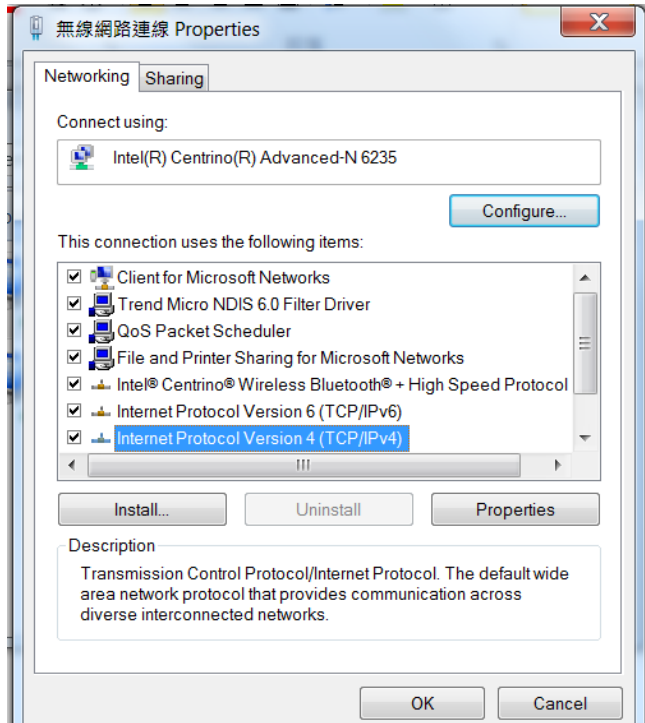 無線網路連線 Properties
Networking
Sharing
Connect using:
Intel(R) Centrino(R) Advanced-N 6235
Configure...
This connection uses the following items:
Client for Microsoft Networks
Trend Micro NDIS 6.0 Filter Driver
QoS Packet Scheduler
File and Printer Sharing for Microsoft Networks
Intel® Centrino® Wireless Bluetooth® + High Speed Protocol
Internet Protocol Version 6 (TCP/IPv6)
Internet Protocol Version 4 (TCP/IPv4)
Install...
Uninstall
Properties
Description
Transmission Control Protocol/Internet Protocol. The default wide
area network protocol that provides communication across
diverse interconnected networks.
OK
Cancel